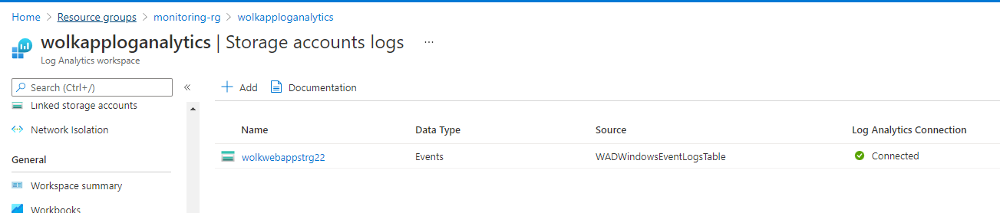 Home > Resource groups > monitoring-rg > wolkapploganalytics
wolkapploganalytics | Storage accounts logs ...
Log Analytics workspace
Search (Ctrl+/) «
+ Add Documentation
Linked storage accounts
Network Isolation
General
Workspace summary
Workbooks
Name Data Type Source Log Analytics Connection
wolkwebappstrg22 Events WADWindowsEventLogsTable Connected